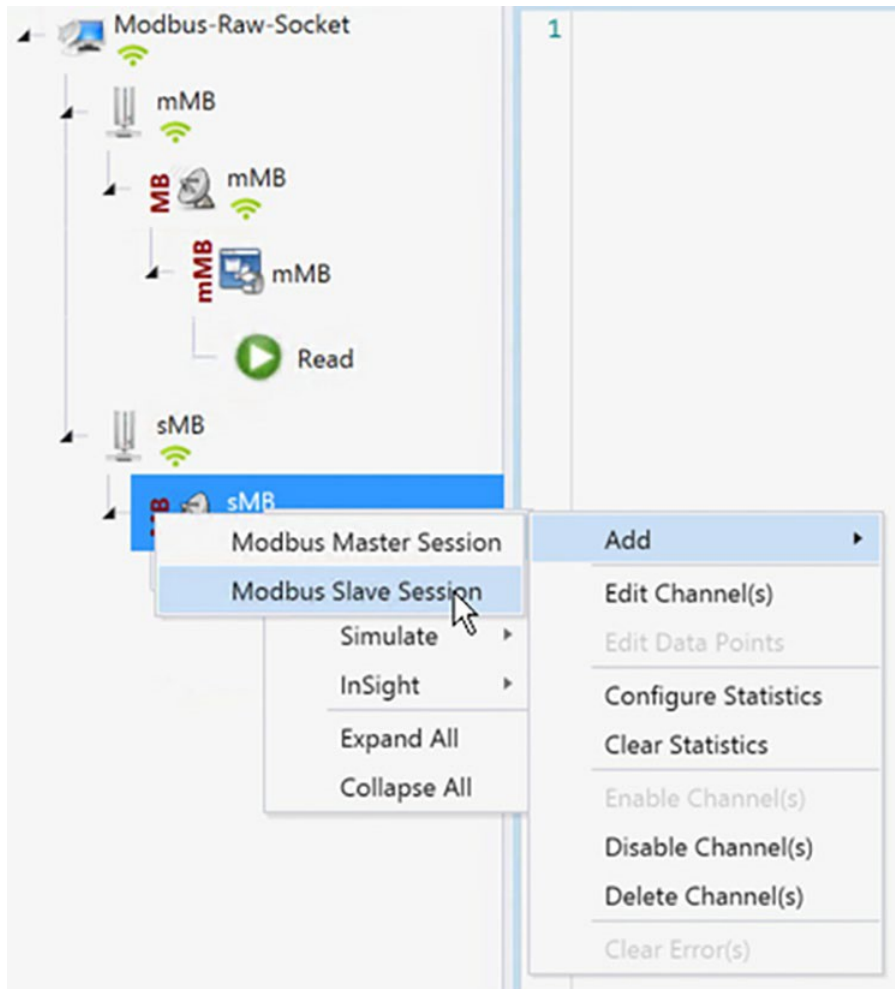 Modbus-Raw-Socket
1
mMB
MB
mMB
mMB
mMB
Read
sMB
sMB
Modbus Master Session
Modbus Slave Session
Simulate
InSight
Expand All
Collapse All
Add
Edit Channel(s)
Edit Data Points
Configure Statistics
Clear Statistics
Enable Channel(s)
Disable Channel(s)
Delete Channel(s)
Clear Error(s)